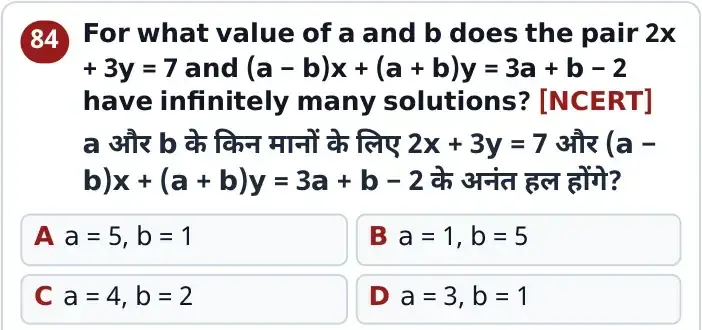 84 For what value of a and b does the pair 2x
+ 3y = 7 and (a − b)x + (a + b)y = 3a + b − 2
have infinitely many solutions? [NCERT]
a और b के किन मानों के लिए 2x + 3y = 7 और (a −
b)x + (a + b)y = 3a + b − 2 के अनंत हल होंगे?
A a = 5, b = 1
B a = 1, b = 5
C a = 4, b = 2
D a = 3, b = 1